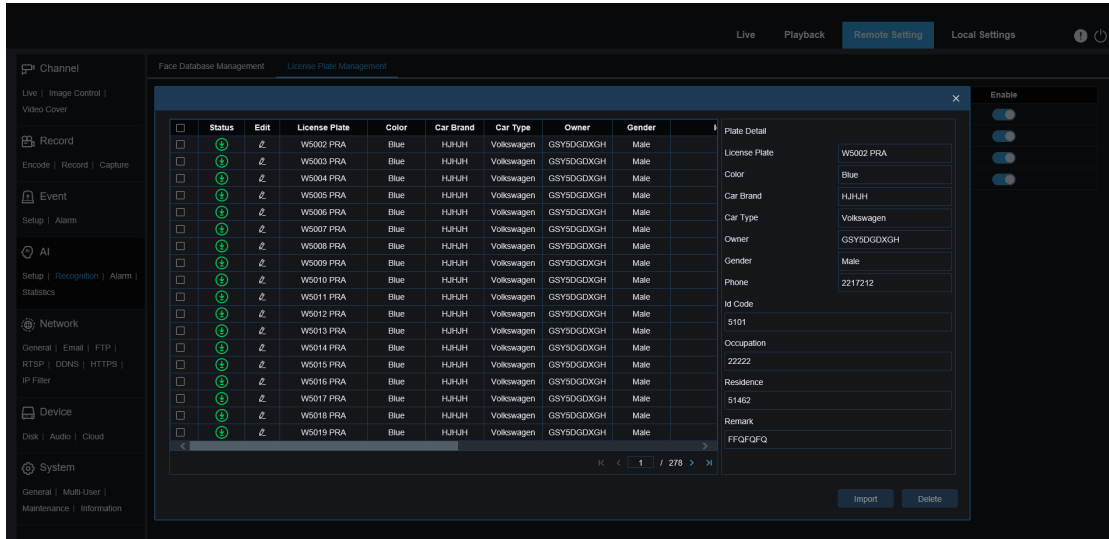 Live Playback Remote Setting Local Settings
Channel
Live | Image Control |
Video Cover
Record
Encode | Record | Capture
Event
Setup | Alarm
AI
Setup | Recognition | Alarm |
Statistics
Network
General | Email | FTP |
RTSP | DDNS | HTTPS |
IP Filter
Device
Disk | Audio | Cloud
System
General | Multi-User |
Maintenance | Information
Face Database Management License Plate Management
Enable
Status Edit License Plate Color Car Brand Car Type Owner Gender
W5002 PRA Blue HJHJH Volkswagen GSY5DGDXGH Male
W5003 PRA Blue HJHJH Volkswagen GSY5DGDXGH Male
W5004 PRA Blue HJHJH Volkswagen GSY5DGDXGH Male
W5005 PRA Blue HJHJH Volkswagen GSY5DGDXGH Male
W5006 PRA Blue HJHJH Volkswagen GSY5DGDXGH Male
W5007 PRA Blue HJHJH Volkswagen GSY5DGDXGH Male
W5008 PRA Blue HJHJH Volkswagen GSY5DGDXGH Male
W5009 PRA Blue HJHJH Volkswagen GSY5DGDXGH Male
W5010 PRA Blue HJHJH Volkswagen GSY5DGDXGH Male
W5011 PRA Blue HJHJH Volkswagen GSY5DGDXGH Male
W5012 PRA Blue HJHJH Volkswagen GSY5DGDXGH Male
W5013 PRA Blue HJHJH Volkswagen GSY5DGDXGH Male
W5014 PRA Blue HJHJH Volkswagen GSY5DGDXGH Male
W5015 PRA Blue HJHJH Volkswagen GSY5DGDXGH Male
W5016 PRA Blue HJHJH Volkswagen GSY5DGDXGH Male
W5017 PRA Blue HJHJH Volkswagen GSY5DGDXGH Male
W5018 PRA Blue HJHJH Volkswagen GSY5DGDXGH Male
W5019 PRA Blue HJHJH Volkswagen GSY5DGDXGH Male
1 / 278
Plate Detail
License Plate W5002 PRA
Color Blue
Car Brand HJHJH
Car Type Volkswagen
Owner GSY5DGDXGH
Gender Male
Phone 2217212
Id Code
5101
Occupation
22222
Residence
51462
Remark
FFQFQFQ
Import Delete